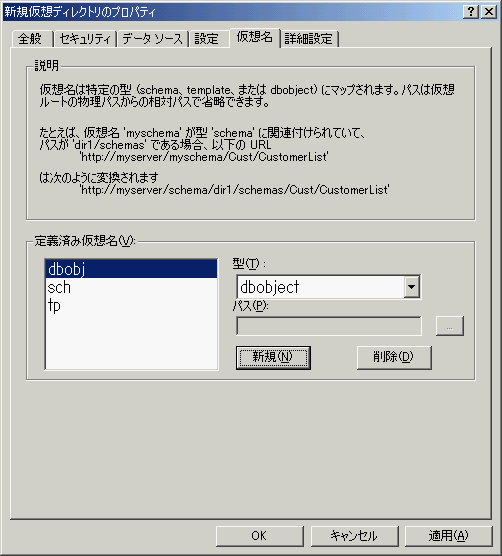 新規仮想ディレクトリのプロパティ
全般 セキュリティ データ ソース 設定 仮想名 詳細設定
説明
仮想名は特定の型 (schema、template、または dbobject) にマップされます。パスは仮想
ルートの物理パスからの相対パスで省略できます。
たとえば、仮想名 'myschema' が型 'schema' に関連付けられていて、
パスが 'dir1/schemas' である場合、以下の URL
'http://myserver/myschema/Cust/CustomerList'
は次のように変換されます
'http://myserver/schema/dir1/schemas/Cust/CustomerList'
定義済み仮想名(V):
dbobj
sch
tp
型(T) :
dbobject
パス(P):
...
新規(N) 削除(D)
OK キャンセル 適用(A)